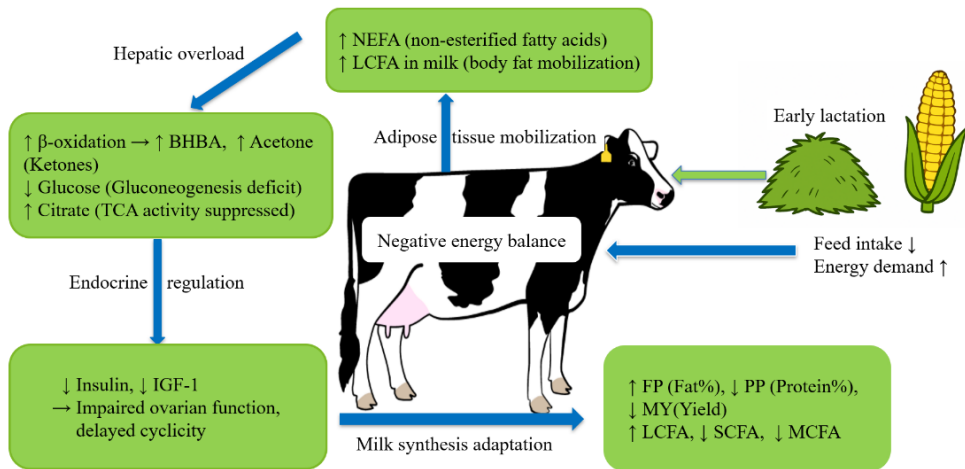 Hepatic overload
↑ NEFA (non-esterified fatty acids)
↑ LCFA in milk (body fat mobilization)
Early lactation
Adipose tissue mobilization
↑ β-oxidation → ↑ BHBA, ↑ Acetone
(Ketones)
↓ Glucose (Gluconeogenesis deficit)
↑ Citrate (TCA activity suppressed)
Negative energy balance
Feed intake ↓
Energy demand ↑
Endocrine regulation
↓ Insulin, ↓ IGF-1
→ Impaired ovarian function,
delayed cyclicity
Milk synthesis adaptation
↑ FP (Fat%), ↓ PP (Protein%),
↓ MY(Yield)
↑ LCFA, ↓ SCFA, ↓ MCFA